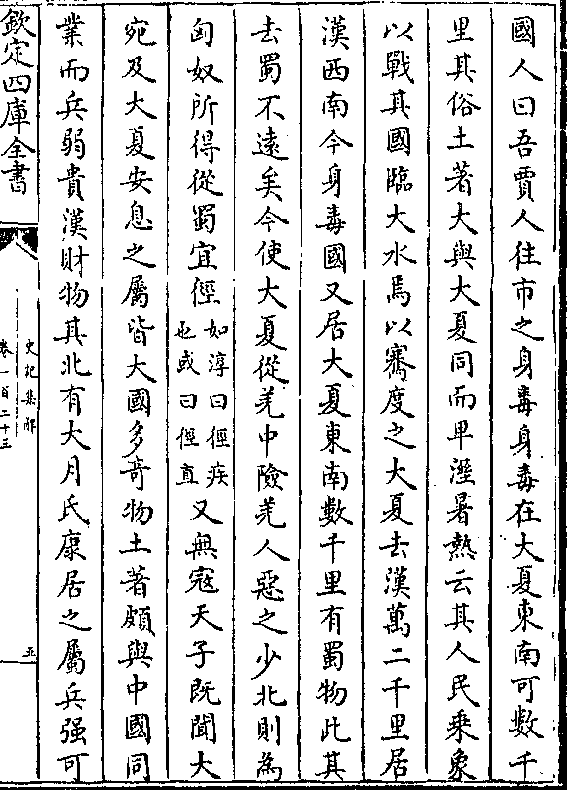 國人曰吾賈人往市之身毒身毒在大夏東南可數千
里其俗土著大與大夏同而卑溼暑熱云其人民乗象
以戰其國臨大水焉以騫度之大夏去漢萬二千里居
漢西南今身毒國又居大夏東南數千里有蜀物此其
去蜀不遠矣今使大夏從羌中險羌人惡之少北則為
匈奴所得從蜀宜徑如淳曰徑疾也或曰徑直又無寇天子既聞大
宛及大夏安息之屬皆大國多奇物土著頗與中國同
業而兵弱貴漢財物其北有大月氏康居之屬兵强可
欽定四庫全書
史記集解
卷一百二十三
五